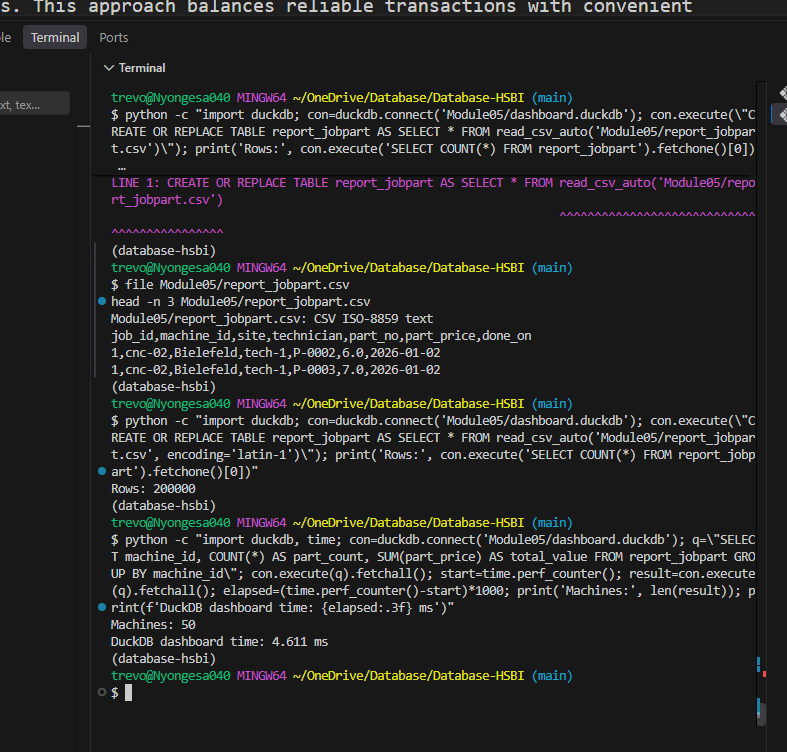 s. This approach balances reliable transactions with convenient
le Terminal Ports
Terminal
xt, tex...
trevo@Nyongesa040 MINGW64 ~/OneDrive/Database/Database-HSBI (main)
$ python -c "import duckdb; con=duckdb.connect('Module05/dashboard.duckdb'); con.execute(\"C
REATE OR REPLACE TABLE report_jobpart AS SELECT * FROM read_csv_auto('Module05/report_jobpar
t.csv')\"); print('Rows:', con.execute('SELECT COUNT(*) FROM report_jobpart').fetchone()[0])
…
LINE 1: CREATE OR REPLACE TABLE report_jobpart AS SELECT * FROM read_csv_auto('Module05/repo
rt_jobpart.csv')
^^^^^^^^^^^^^^^^^^^^^^^^^^^^
^^^^^^^^^^^^^^^^
(database-hsbi)
trevo@Nyongesa040 MINGW64 ~/OneDrive/Database/Database-HSBI (main)
$ file Module05/report_jobpart.csv
head -n 3 Module05/report_jobpart.csv
Module05/report_jobpart.csv: CSV ISO-8859 text
job_id,machine_id,site,technician,part_no,part_price,done_on
1,cnc-02,Bielefeld,tech-1,P-0002,6.0,2026-01-02
1,cnc-02,Bielefeld,tech-1,P-0003,7.0,2026-01-02
(database-hsbi)
trevo@Nyongesa040 MINGW64 ~/OneDrive/Database/Database-HSBI (main)
$ python -c "import duckdb; con=duckdb.connect('Module05/dashboard.duckdb'); con.execute(\"C
REATE OR REPLACE TABLE report_jobpart AS SELECT * FROM read_csv_auto('Module05/report_jobpar
t.csv', encoding='latin-1')\"); print('Rows:', con.execute('SELECT COUNT(*) FROM report_jobp
art').fetchone()[0])"
Rows: 200000
(database-hsbi)
trevo@Nyongesa040 MINGW64 ~/OneDrive/Database/Database-HSBI (main)
$ python -c "import duckdb, time; con=duckdb.connect('Module05/dashboard.duckdb'); q=\"SELEC
T machine_id, COUNT(*) AS part_count, SUM(part_price) AS total_value FROM report_jobpart GRO
UP BY machine_id\"; con.execute(q).fetchall(); start=time.perf_counter(); result=con.execute
(q).fetchall(); elapsed=(time.perf_counter()-start)*1000; print('Machines:', len(result)); p
rint(f'DuckDB dashboard time: {elapsed:.3f} ms')"
Machines: 50
DuckDB dashboard time: 4.611 ms
(database-hsbi)
trevo@Nyongesa040 MINGW64 ~/OneDrive/Database/Database-HSBI (main)
$